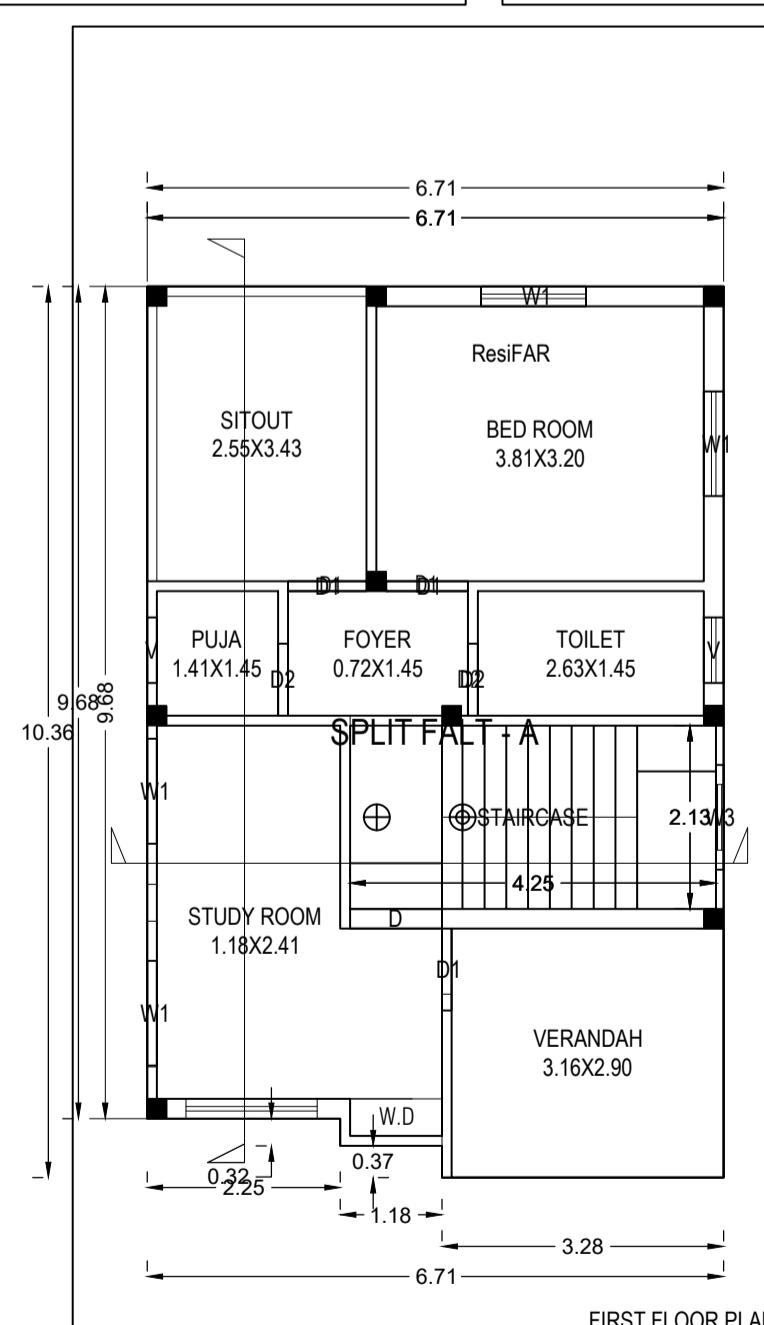 6.71
6.71
W1
ResiFAR
SITOUT
2.55X3.43
BED ROOM
3.81X3.20
W1
D1
D1
V
PUJA
1.41X1.45
FOYER
0.72X1.45
TOILET
2.63X1.45
V
D2
D2
9.68
9.68
10.36
SPLIT FALT - A
W1
STAIRCASE
2.13
W3
4.25
STUDY ROOM
1.18X2.41
D
D1
W1
VERANDAH
3.16X2.90
W.D
0.37
0.32
2.25
1.18
3.28
6.71